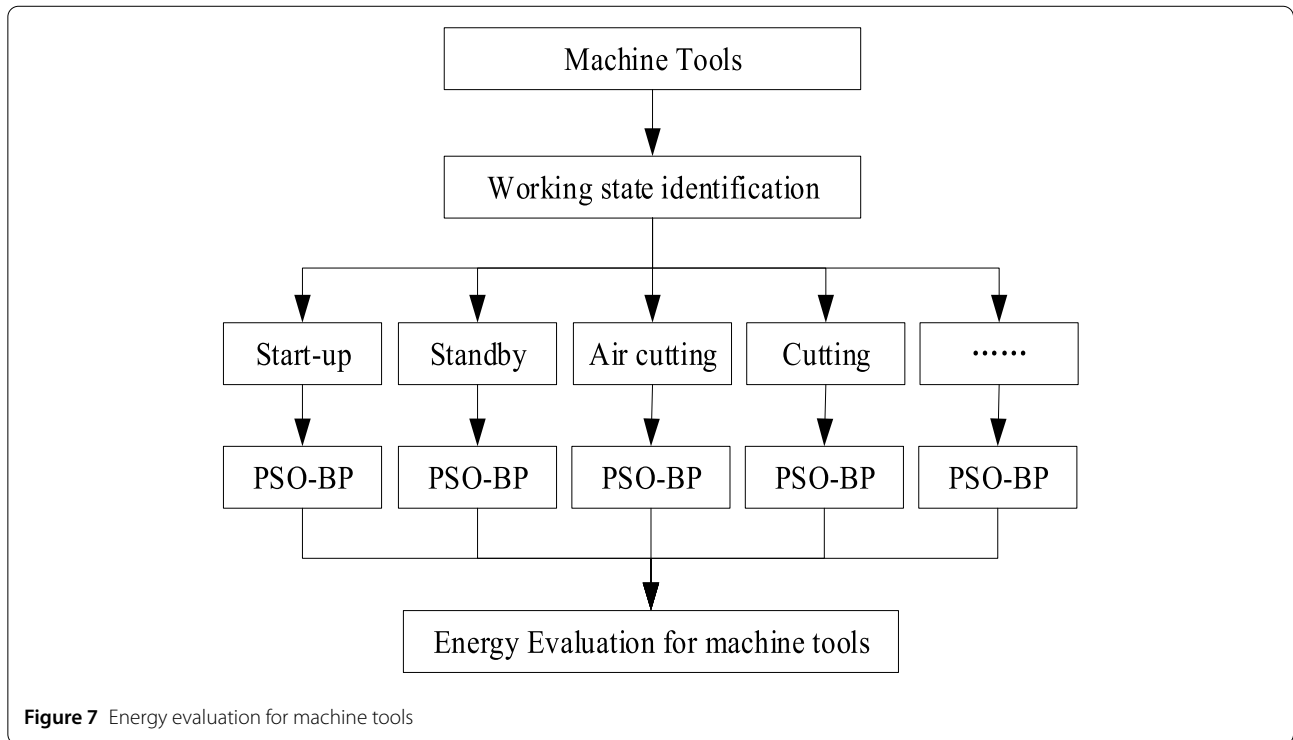 Machine Tools
Working state identification
Start-up Standby Air cutting Cutting ······
PSO-BP PSO-BP PSO-BP PSO-BP PSO-BP
Energy Evaluation for machine tools
Figure 7 Energy evaluation for machine tools